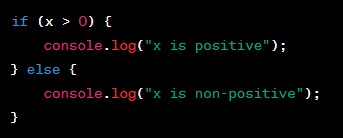 if (x > 0) {
    console.log("x is positive");
} else {
    console.log("x is non-positive");
}